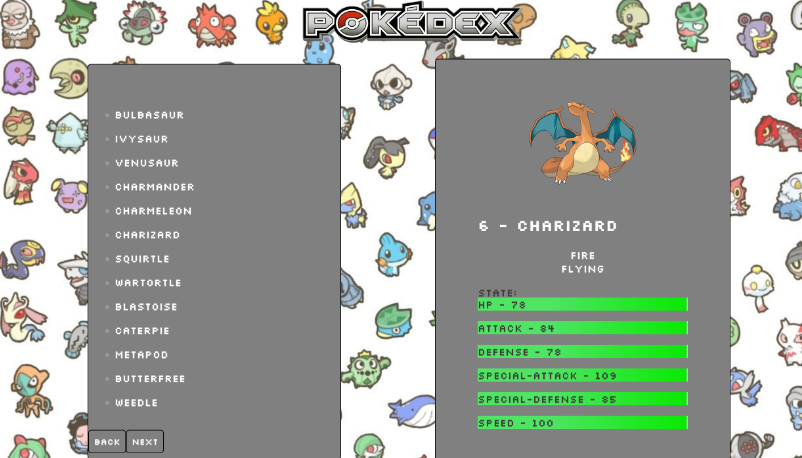 POKÉDEX
BULBASAUR
IVYSAUR
VENUSAUR
CHARMANDER
CHARMELEON
CHARIZARD
SQUIRTLE
WARTORTLE
BLASTOISE
CATERPIE
METAPOD
BUTTERFREE
WEEDLE
BACK NEXT
6 - CHARIZARD
FIRE
FLYING
STATE:
HP - 78
ATTACK - 84
DEFENSE - 78
SPECIAL-ATTACK - 109
SPECIAL-DEFENSE - 85
SPEED - 100